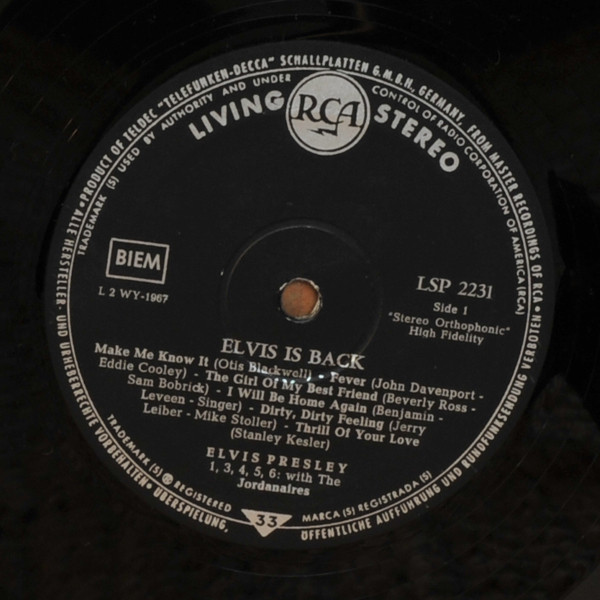 PRODUCT OF TELDEC "TELEFUNKEN-DECCA" SCHALLPLATTEN G.M.B.H., GERMANY, FROM MASTER RECORDINGS OF RCA •
TRADEMARK (S) USED BY AUTHORITY AND UNDER CONTROL OF RADIO CORPORATION OF AMERICA (RCA)
LIVING RCA STEREO
BIEM
L 2 WY-1967
LSP 2231
Side 1
"Stereo Orthophonic"
High Fidelity
ELVIS IS BACK
Make Me Know It (Otis Blackwell) - Fever (John Davenport -
Eddie Cooley) - The Girl Of My Best Friend (Beverly Ross -
Sam Bobrick) - I Will Be Home Again (Benjamin -
Leveen - Singer) - Dirty, Dirty Feeling (Jerry
Leiber - Mike Stoller) - Thrill Of Your Love
(Stanley Kesler)
ELVIS PRESLEY
1, 3, 4, 5, 6: with The
Jordanaires
TRADEMARK (S) ® REGISTERED
33
MARCA (S) REGISTRADA (S)
• ALLE HERSTELLER- UND URHEBERRECHTE VORBEHALTEN • ÜBERSPIELUNG, ÖFFENTLICHE AUFFÜHRUNG UND RUNDFUNKSENDUNG VERBOTEN •